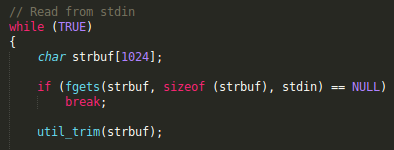 // Read from stdin
while (TRUE)
{
char strbuf[1024];
if (fgets(strbuf, sizeof (strbuf), stdin) == NULL)
break;
util_trim(strbuf);